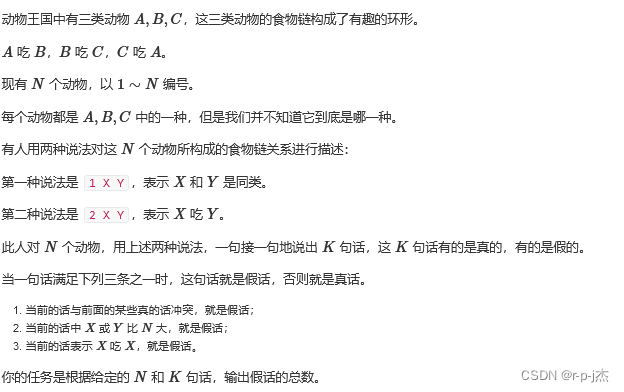 动物王国中有三类动物 A,B,C，这三类动物的食物链构成了有趣的环形。
A 吃 B，B 吃 C，C 吃 A。
现有 N 个动物，以 1 ∼ N 编号。
每个动物都是 A,B,C 中的一种，但是我们并不知道它到底是哪一种。
有人用两种说法对这 N 个动物所构成的食物链关系进行描述：
第一种说法是 1 X Y，表示 X 和 Y 是同类。
第二种说法是 2 X Y，表示 X 吃 Y。
此人对 N 个动物，用上述两种说法，一句接一句地说出 K 句话，这 K 句话有的是真的，有的是假的。
当一句话满足下列三条之一时，这句话就是假话，否则就是真话。
1. 当前的话与前面的某些真的话冲突，就是假话；
2. 当前的话中 X 或 Y 比 N 大，就是假话；
3. 当前的话表示 X 吃 X，就是假话。
你的任务是根据给定的 N 和 K 句话，输出假话的总数。
CSDN @r-p-j杰